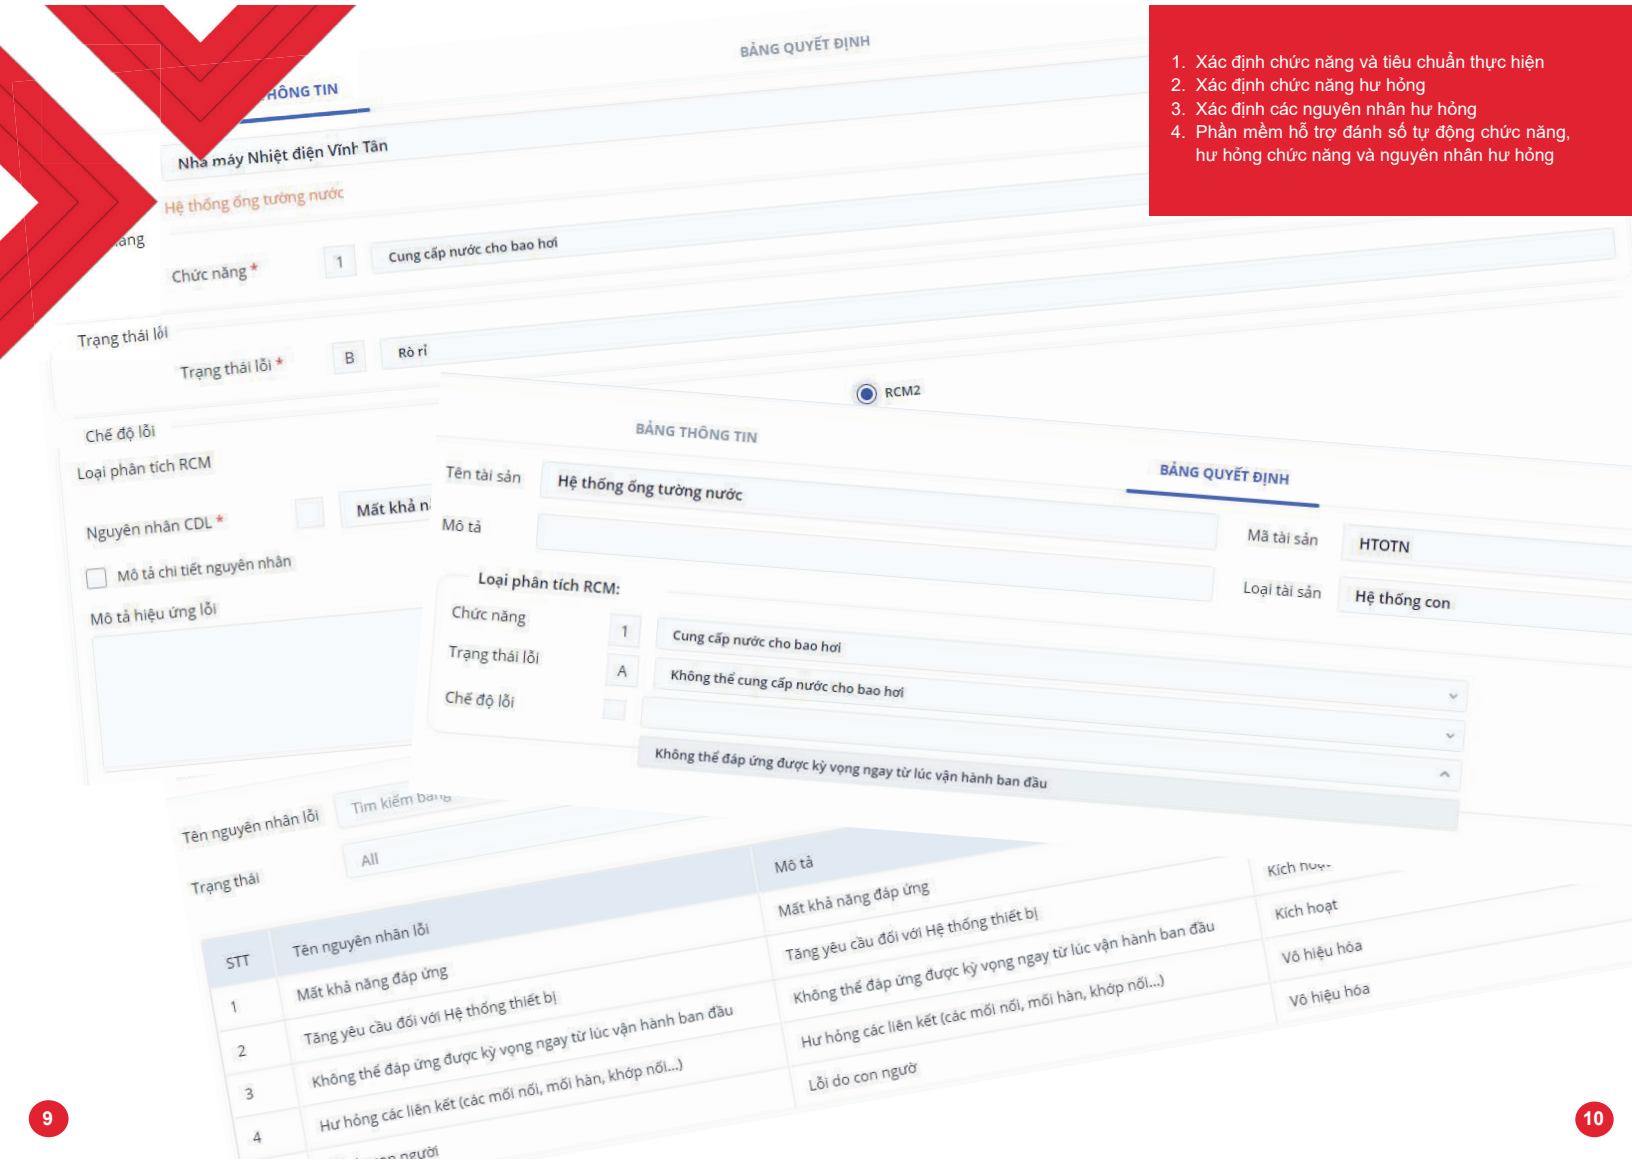 BẢNG QUYẾT ĐỊNH
THÔNG TIN
Nhà máy Nhiệt điện Vĩnh Tân
Hệ thống ống tường nước
Chức năng * 1 Cung cấp nước cho bao hơi
Trạng thái lỗi
Trạng thái lỗi * B Rò rỉ
RCM2
Chế độ lỗi
Loại phân tích RCM
Nguyên nhân CDL * Mất khả
Mô tả chi tiết nguyên nhân
Mô tả hiệu ứng lỗi
1. Xác định chức năng và tiêu chuẩn thực hiện
2. Xác định chức năng hư hỏng
3. Xác định các nguyên nhân hư hỏng
4. Phần mềm hỗ trợ đánh số tự động chức năng,
hư hỏng chức năng và nguyên nhân hư hỏng
BẢNG THÔNG TIN
BẢNG QUYẾT ĐỊNH
Tên tài sản Hệ thống ống tường nước
Mã tài sản HTOTN
Mô tả
Loại tài sản Hệ thống con
Loại phân tích RCM:
Chức năng 1 Cung cấp nước cho bao hơi
Trạng thái lỗi A Không thể cung cấp nước cho bao hơi
Chế độ lỗi
Không thể đáp ứng được kỳ vọng ngay từ lúc vận hành ban đầu
Tên nguyên nhân lỗi Tìm kiếm bằng
Trạng thái All
STT Tên nguyên nhân lỗi Mô tả
1 Mất khả năng đáp ứng Mất khả năng đáp ứng Kích hoạt
2 Tăng yêu cầu đối với Hệ thống thiết bị Tăng yêu cầu đối với Hệ thống thiết bị Kích hoạt
3 Không thể đáp ứng được kỳ vọng ngay từ lúc vận hành ban đầu Không thể đáp ứng được kỳ vọng ngay từ lúc vận hành ban đầu Vô hiệu hóa
4 Hư hỏng các liên kết (các mối nối, mối hàn, khớp nối...) Hư hỏng các liên kết (các mối nối, mối hàn, khớp nối...) Vô hiệu hóa
người Lỗi do con người
9
10